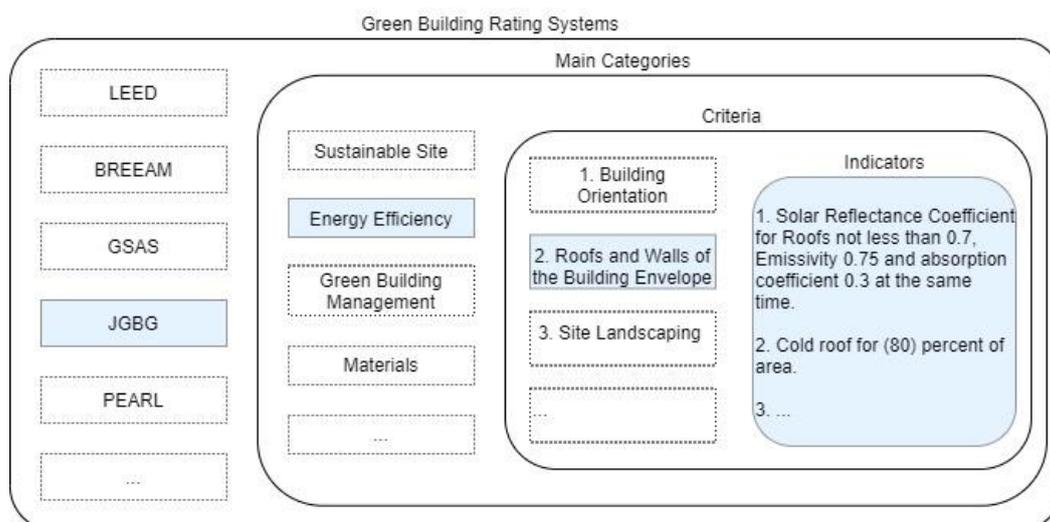 Green Building Rating Systems
LEED
BREEAM
GSAS
JGBG
PEARL
...
Main Categories
Sustainable Site
Energy Efficiency
Green Building
Management
Materials
...
Criteria
1. Building
Orientation
2. Roofs and Walls of
the Building Envelope
3. Site Landscaping
...
Indicators
1. Solar Reflectance Coefficient
for Roofs not less than 0.7,
Emissivity 0.75 and absorption
coefficient 0.3 at the same
time.
2. Cold roof for (80) percent of
area.
3. ...